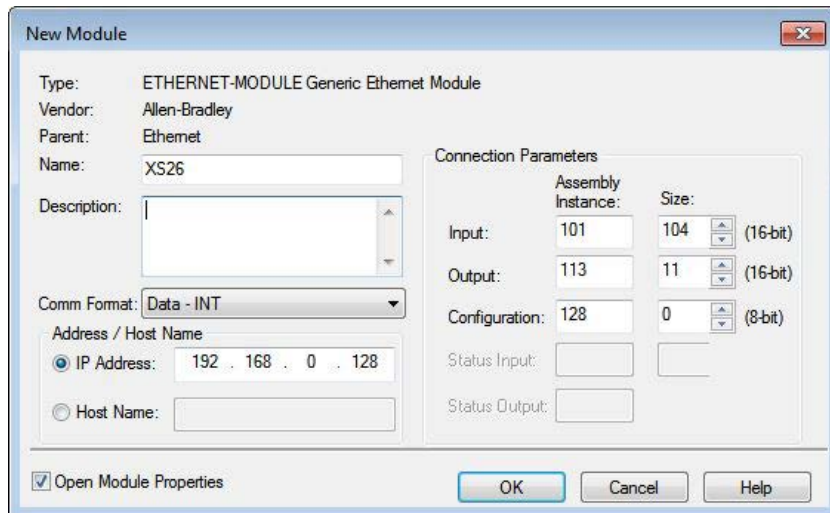 New Module
Type: ETHERNET-MODULE Generic Ethernet Module
Vendor: Allen-Bradley
Parent: Ethernet
Name: XS26
Description:
Comm Format: Data - INT
Address / Host Name
IP Address: 192 . 168 . 0 . 128
Host Name:
Connection Parameters
Assembly
Instance: Size:
Input: 101 104 (16-bit)
Output: 113 11 (16-bit)
Configuration: 128 0 (8-bit)
Status Input:
Status Output:
Open Module Properties
OK Cancel Help